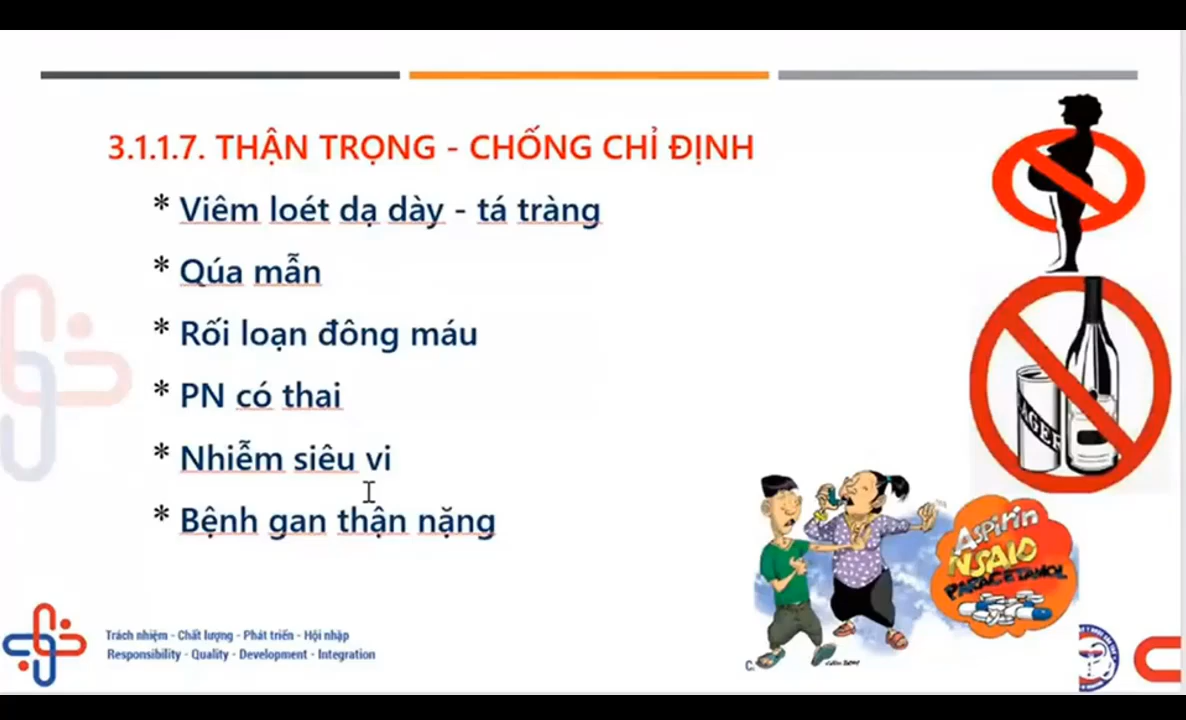 3.1.1.7. THẬN TRỌNG - CHỐNG CHỈ ĐỊNH
* Viêm loét dạ dày - tá tràng
* Qúa mẫn
* Rối loạn đông máu
* PN có thai
* Nhiễm siêu vi
* Bệnh gan thận nặng
AGER
Aspirin
NSAID
PARACETAMOL
Trách nhiệm - Chất lượng - Phát triển - Hội nhập
Responsibility - Quality - Development - Integration